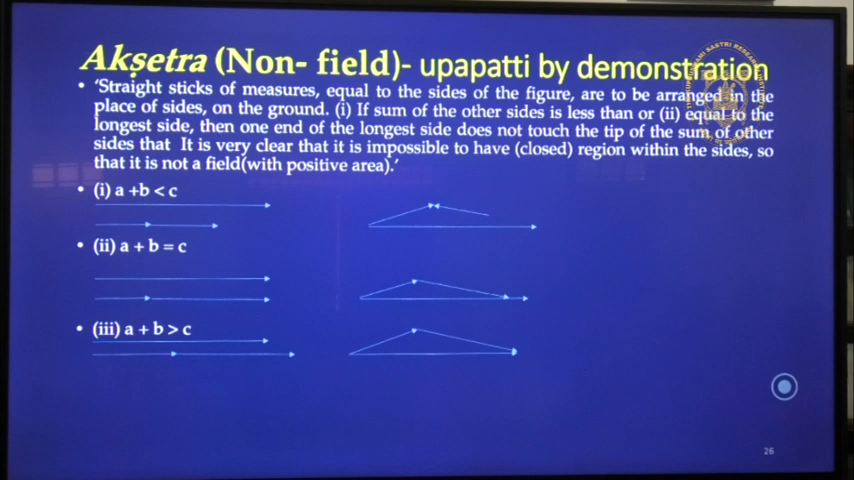 Akṣetra (Non- field)- upapatti by demonstration
• 'Straight sticks of measures, equal to the sides of the figure, are to be arranged in the
place of sides, on the ground. (i) If sum of the other sides is less than or (ii) equal to the
longest side, then one end of the longest side does not touch the tip of the sum, of other
sides that It is very clear that it is impossible to have (closed) region within the sides, so
that it is not a field(with positive area).'
• (i) a +b < c
• (ii) a + b = c
• (iii) a + b > c
26